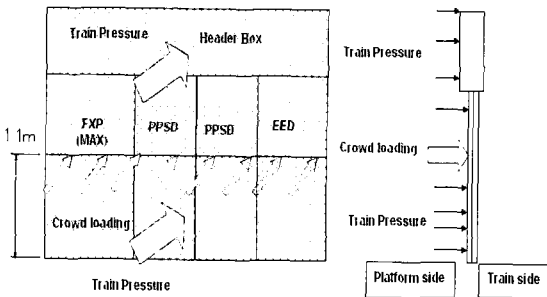 Train Pressure
Header Box
FXP
(MAX)
PPSD
PPSD
EED
1.1m
Crowd loading
Train Pressure
Train Pressure
Crowd loading
Train Pressure
Platform side
Train side